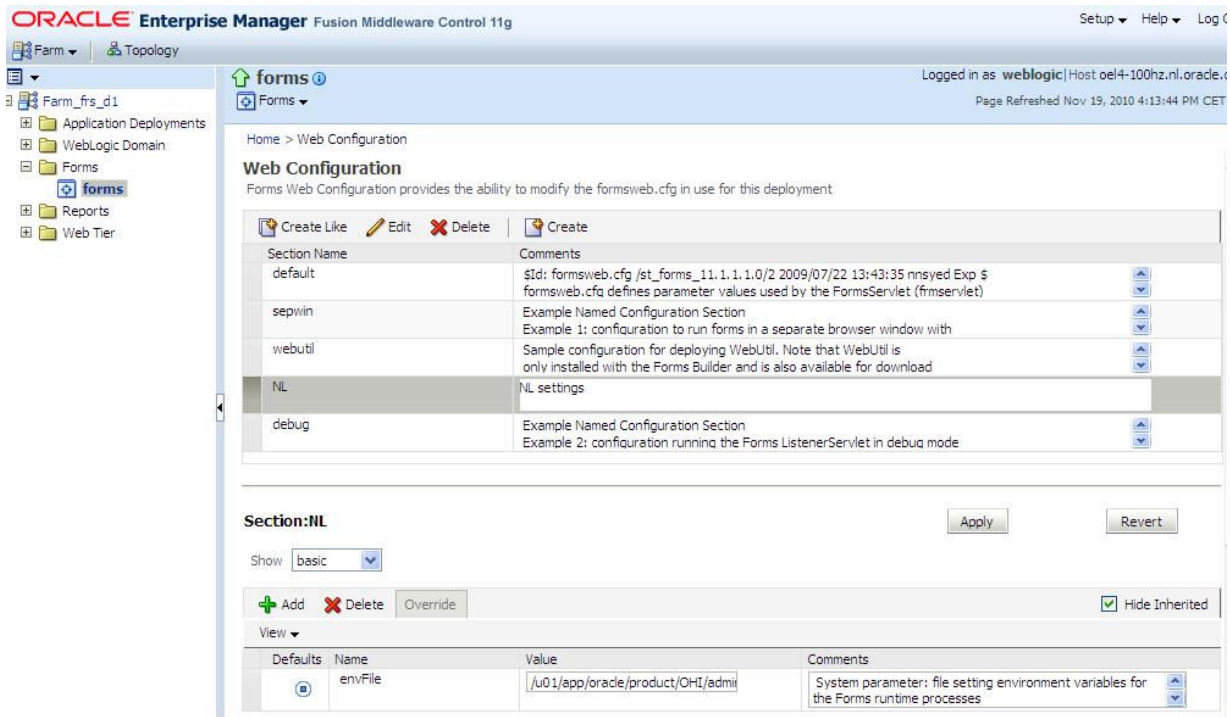 ORACLE Enterprise Manager Fusion Middleware Control 11g
Setup Help Log
Farm Topology
forms
Logged in as weblogic|Host oel4-100hz.nl.oracle.
Forms
Page Refreshed Nov 19, 2010 4:13:44 PM CET
Farm_frs_d1
Application Deployments
WebLogic Domain
Forms
forms
Reports
Web Tier
Home > Web Configuration
Web Configuration
Forms Web Configuration provides the ability to modify the formsweb.cfg in use for this deployment
Create Like Edit Delete Create
Section Name Comments
default $Id: formsweb.cfg /st_forms_11.1.1.1.0/2 2009/07/22 13:43:35 nnsyed Exp $
formsweb.cfg defines parameter values used by the FormsServlet (frmservlet)
sepwin Example Named Configuration Section
Example 1: configuration to run forms in a separate browser window with
webutil Sample configuration for deploying WebUtil. Note that WebUtil is
only installed with the Forms Builder and is also available for download
NL NL settings
debug Example Named Configuration Section
Example 2: configuration running the Forms ListenerServlet in debug mode
Section:NL Apply Revert
Show basic
Add Delete Override Hide Inherited
View
Defaults Name Value Comments
envFile /u01/app/oracle/product/OHI/admi System parameter: file setting environment variables for
the Forms runtime processes